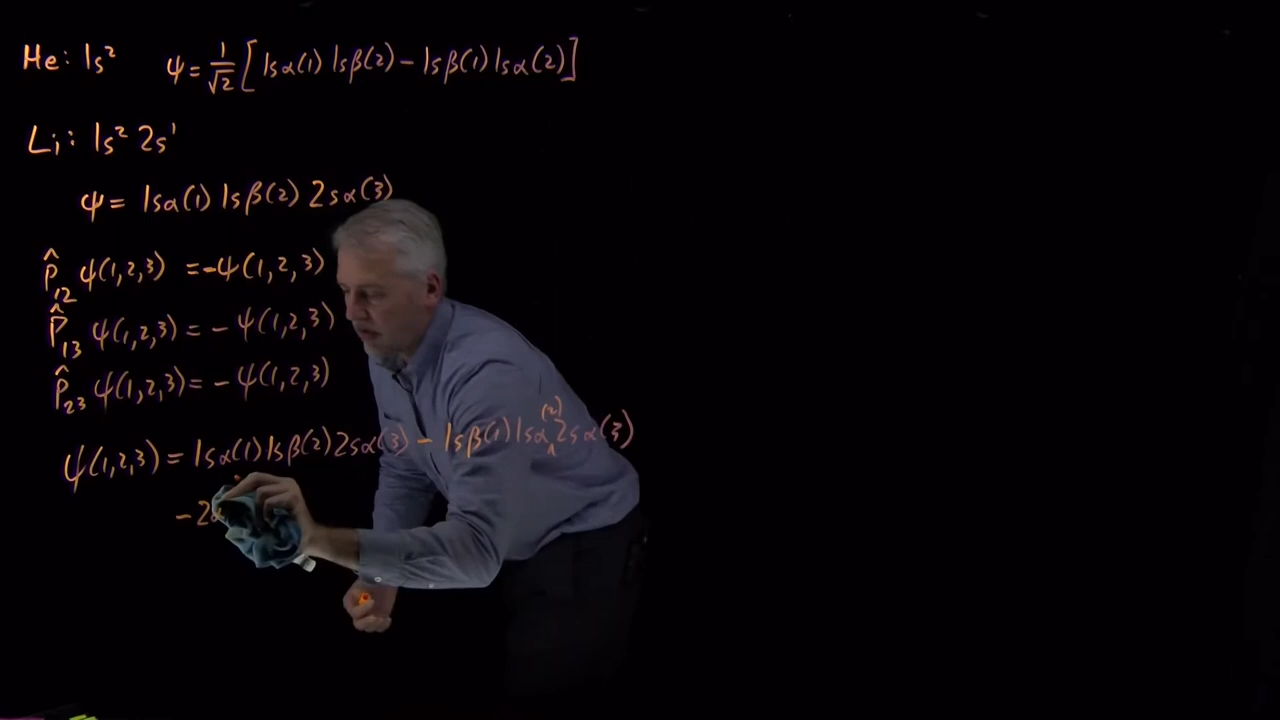 He: 1s² ψ = 1/√2 [1sα(1) 1sβ(2) − 1sβ(1) 1sα(2)]
Li: 1s² 2s¹
ψ = 1sα(1) 1sβ(2) 2sα(3)
P̂₁₂ ψ(1,2,3) = -ψ(1,2,3)
P̂₁₃ ψ(1,2,3) = - ψ(1,2,3)
P̂₂₃ ψ(1,2,3) = - ψ(1,2,3)
ψ(1,2,3) = 1sα(1) 1sβ(2) 2sα(3) − 1sβ(1) 1sα(2) 2sα(3)
- 2